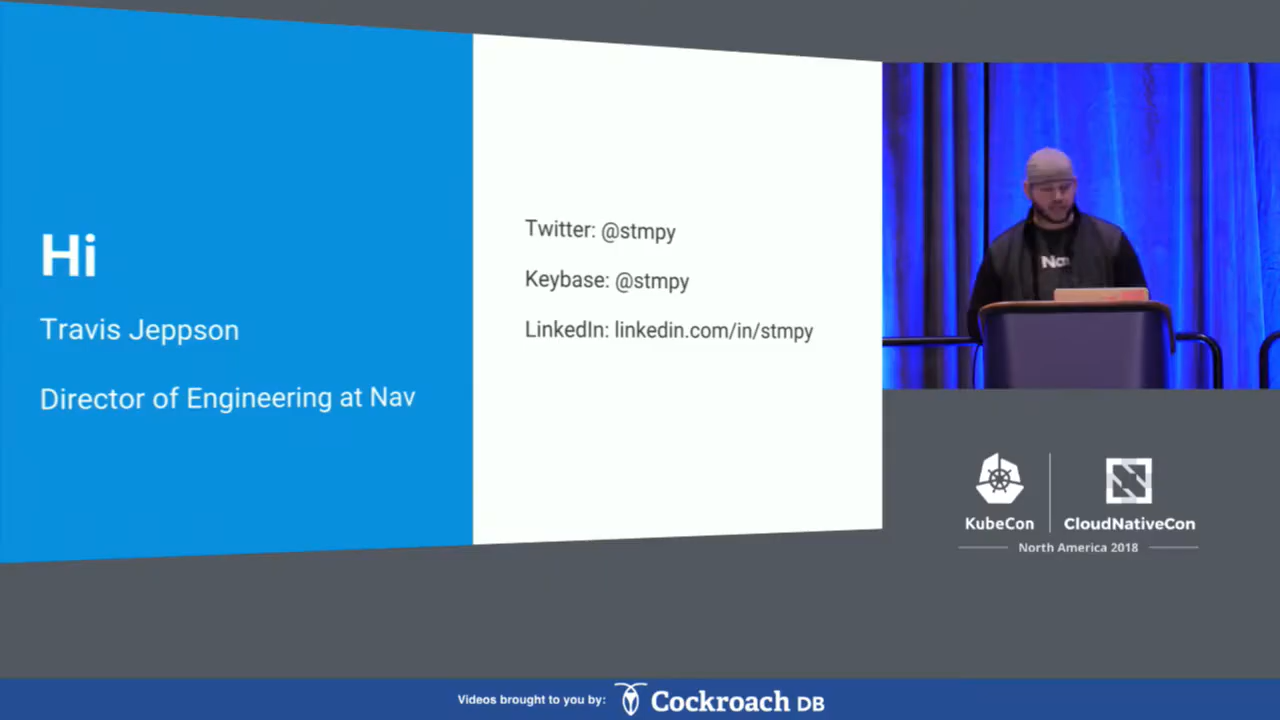 Hi
Travis Jeppson
Director of Engineering at Nav
Twitter: @stmpy
Keybase: @stmpy
LinkedIn: linkedin.com/in/stmpy
KubeCon
CloudNativeCon
North America 2018
Videos brought to you by:
Cockroach DB